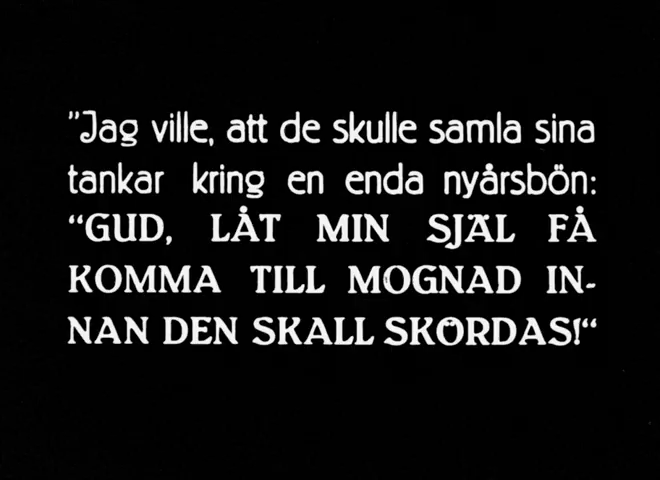 "Jag ville, att de skulle samla sina
tankar kring en enda nyårsbön:
"GUD, LÅT MIN SJÄL FÅ
KOMMA TILL MOGNAD IN-
NAN DEN SKALL SKÖRDAS!"